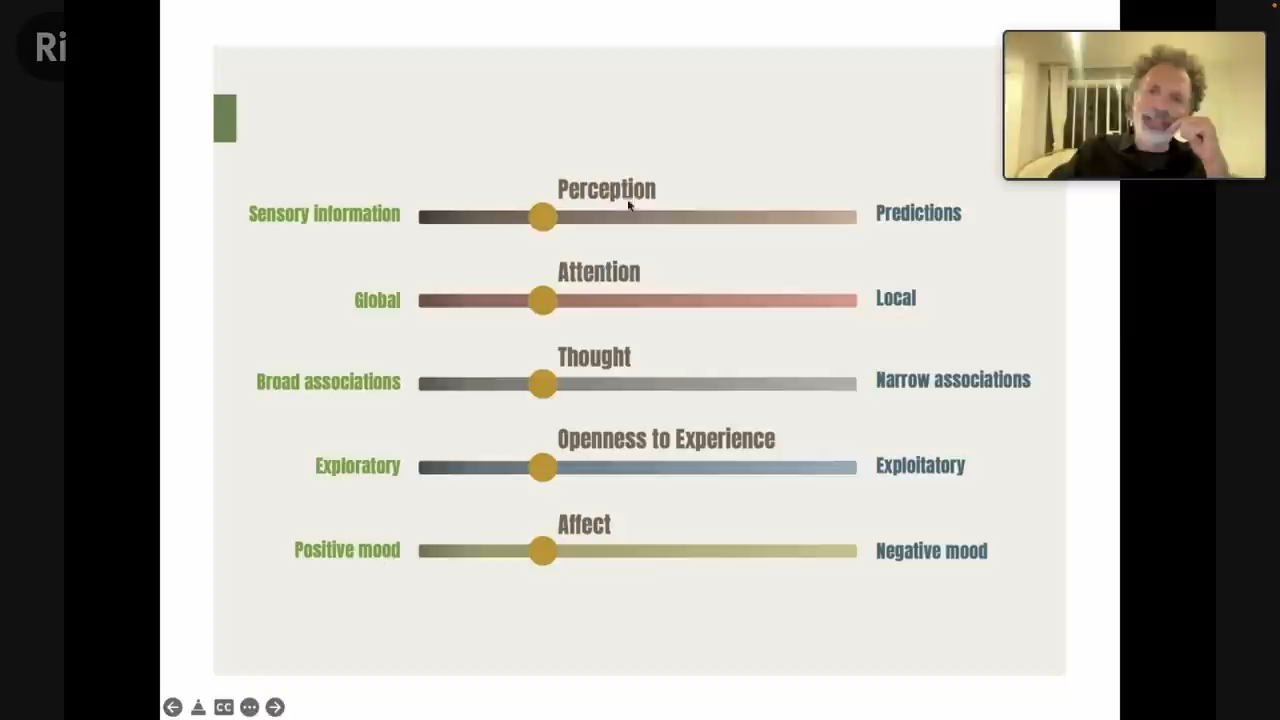 Ri
Perception
Sensory information
Predictions
Attention
Global
Local
Thought
Broad associations
Narrow associations
Openness to Experience
Exploratory
Exploitatory
Affect
Positive mood
Negative mood
CC